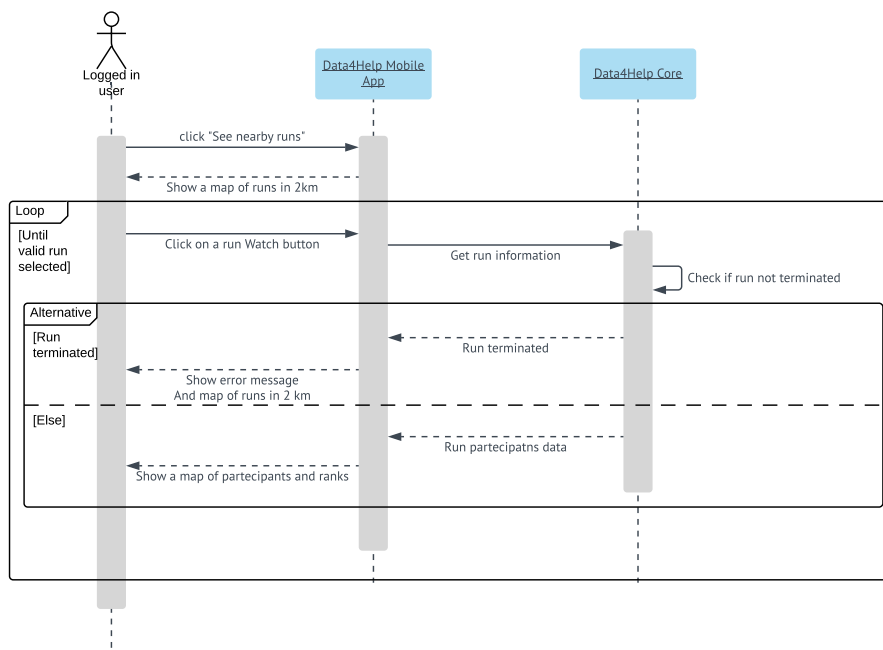 Logged in
user
Data4Help Mobile
App
Data4Help Core
click "See nearby runs"
Show a map of runs in 2km
Loop
[Until
valid run
selected]
Click on a run Watch button
Get run information
Check if run not terminated
Alternative
[Run
terminated]
Run terminated
Show error message
And map of runs in 2 km
[Else]
Run partecipatns data
Show a map of partecipants and ranks